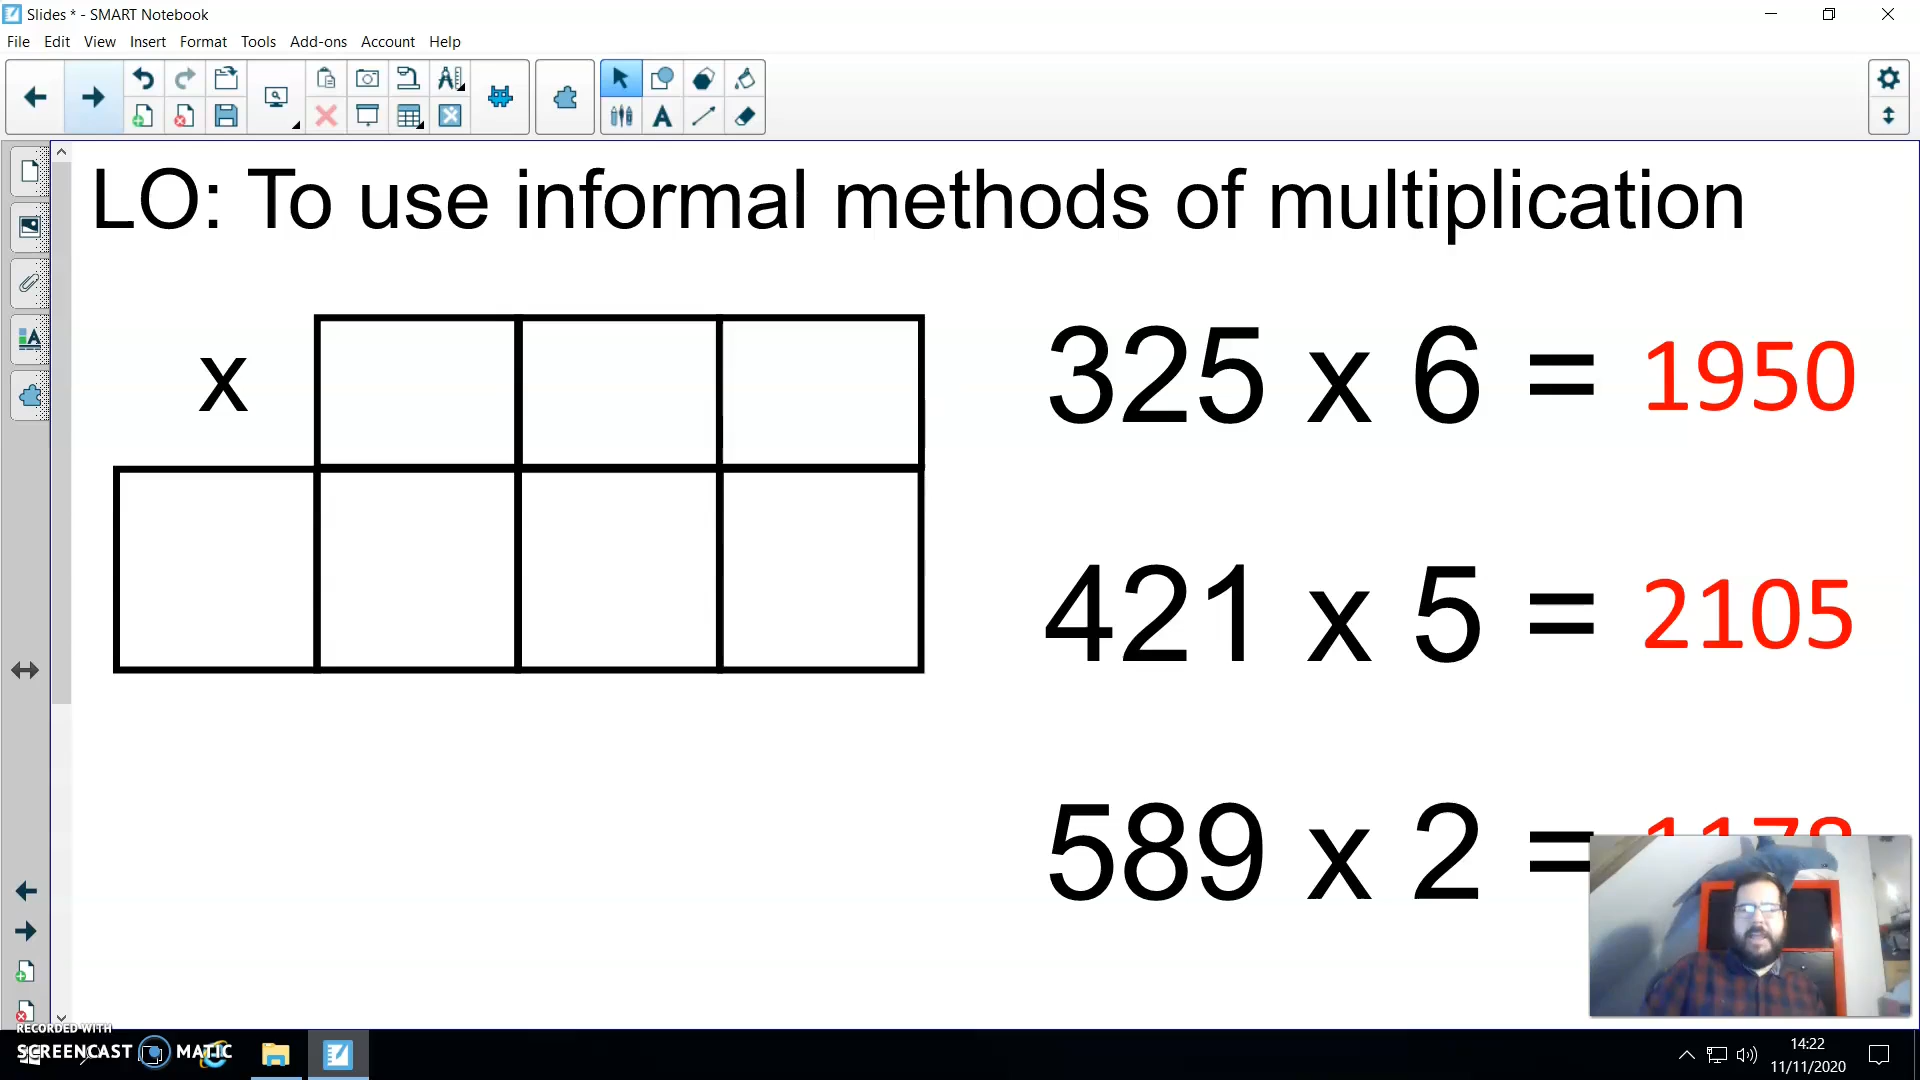 Slides * - SMART Notebook
File Edit View Insert Format Tools Add-ons Account Help
LO: To use informal methods of multiplication
x
325 x 6 = 1950
421 x 5 = 2105
589 x 2 =
RECORDED WITH
SCREENCAST MATIC
14:22
11/11/2020